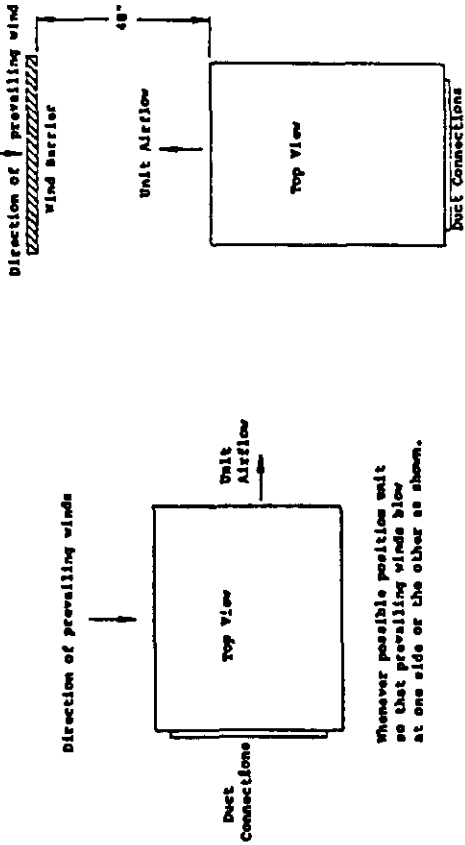 Direction of prevailing winds
Unit
Airflow
Top View
Duct
Connections
Whenever possible position unit
so that prevailing winds blow
at one side or the other as shown.
Direction of prevailing wind
Wind Barrier
48"
Unit Airflow
Top View
Duct Connections